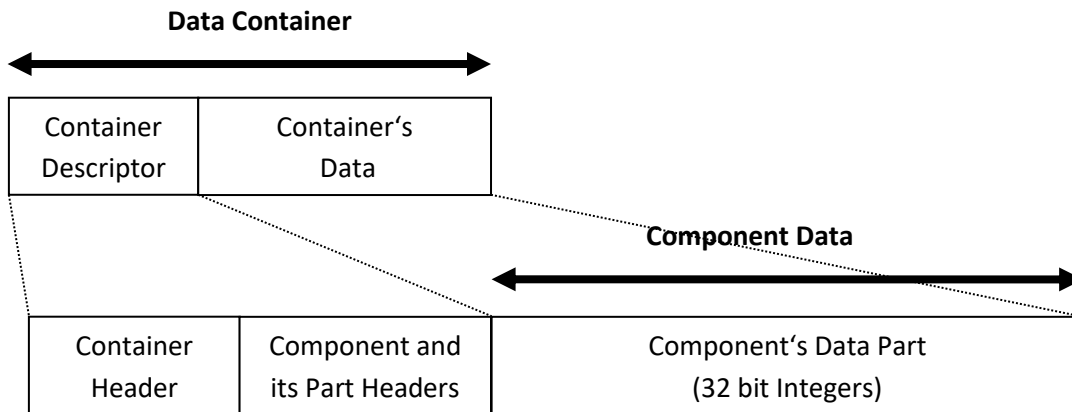 Data Container
Container Container‘s
Descriptor Data
Component Data
Container Component and Component‘s Data Part
Header its Part Headers (32 bit Integers)